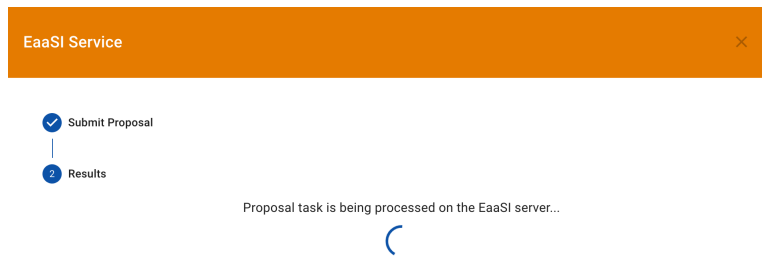 EaaSI Service
Submit Proposal
2 Results
Proposal task is being processed on the EaaSI server...